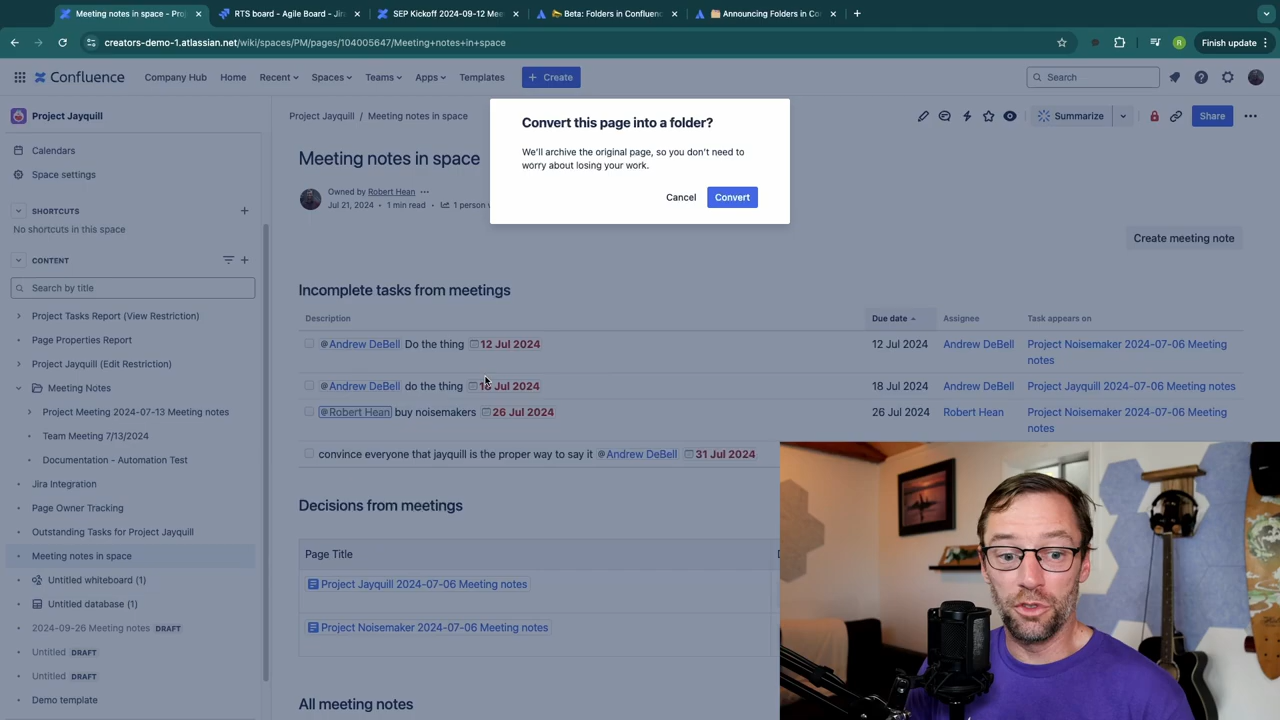 Meeting notes in space - Proj
RTS board - Agile Board - Jira
SEP Kickoff 2024-09-12 Meet
Beta: Folders in Confluenc
Announcing Folders in Co
creators-demo-1.atlassian.net/wiki/spaces/PM/pages/104005647/Meeting+notes+in+space
R
Finish update
Confluence
Company Hub
Home
Recent
Spaces
Teams
Apps
Templates
+ Create
Search
Project Jayquill
Calendars
Space settings
SHORTCUTS
No shortcuts in this space
CONTENT
Search by title
Project Tasks Report (View Restriction)
Page Properties Report
Project Jayquill (Edit Restriction)
Meeting Notes
Project Meeting 2024-07-13 Meeting notes
Team Meeting 7/13/2024
Documentation - Automation Test
Jira Integration
Page Owner Tracking
Outstanding Tasks for Project Jayquill
Meeting notes in space
Untitled whiteboard (1)
Untitled database (1)
2024-09-26 Meeting notes DRAFT
Untitled DRAFT
Untitled DRAFT
Demo template
Project Jayquill / Meeting notes in space
Summarize
Share
Meeting notes in space
Owned by Robert Hean
Jul 21, 2024 • 1 min read • 1 person
Convert this page into a folder?
We'll archive the original page, so you don't need to
worry about losing your work.
Cancel
Convert
Create meeting note
Incomplete tasks from meetings
Description
Due date
Assignee
Task appears on
@Andrew DeBell Do the thing 12 Jul 2024
12 Jul 2024
Andrew DeBell
Project Noisemaker 2024-07-06 Meeting
notes
@Andrew DeBell do the thing 18 Jul 2024
18 Jul 2024
Andrew DeBell
Project Jayquill 2024-07-06 Meeting notes
@Robert Hean buy noisemakers 26 Jul 2024
26 Jul 2024
Robert Hean
Project Noisemaker 2024-07-06 Meeting
notes
convince everyone that jayquill is the proper way to say it @Andrew DeBell 31 Jul 2024
Decisions from meetings
Page Title
Project Jayquill 2024-07-06 Meeting notes
Project Noisemaker 2024-07-06 Meeting notes
All meeting notes